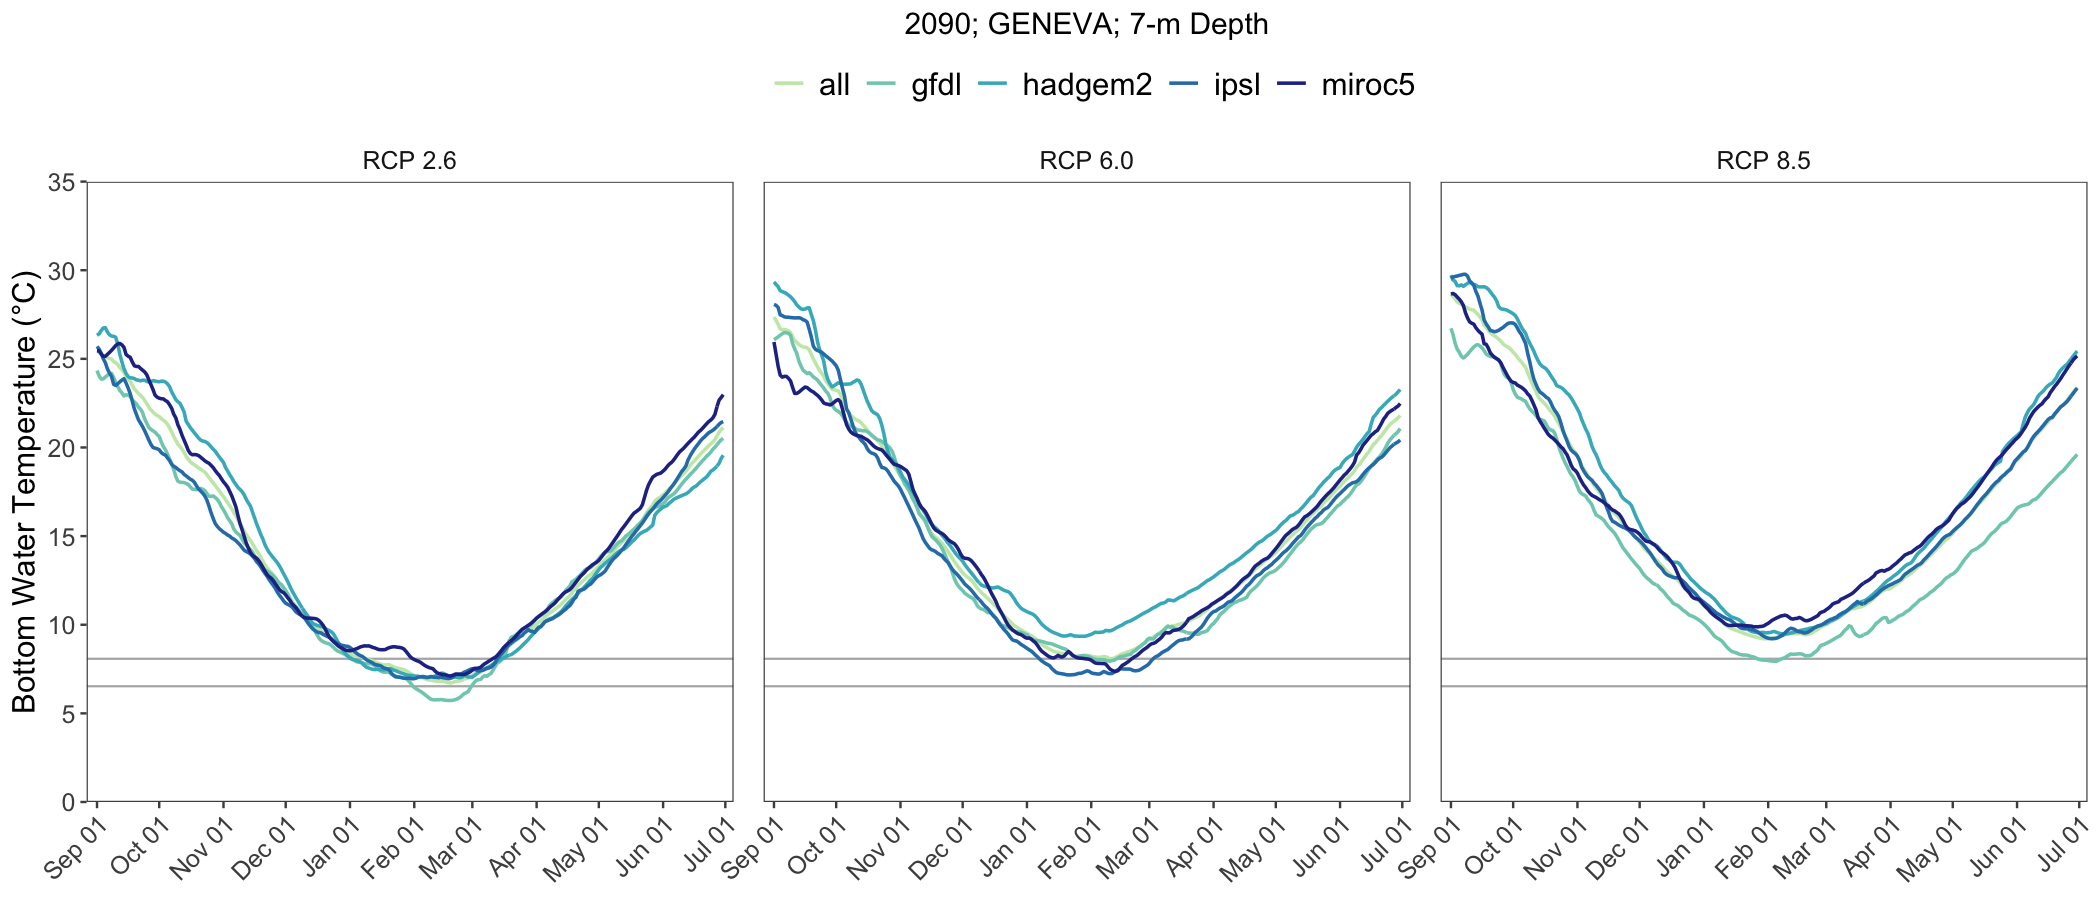 2090; GENEVA; 7-m Depth
all gfdl hadgem2 ipsl miroc5
RCP 2.6 RCP 6.0 RCP 8.5
Bottom Water Temperature (°C)
35
30
25
20
15
10
5
0
Sep 01 Oct 01 Nov 01 Dec 01 Jan 01 Feb 01 Mar 01 Apr 01 May 01 Jun 01 Jul 01
Sep 01 Oct 01 Nov 01 Dec 01 Jan 01 Feb 01 Mar 01 Apr 01 May 01 Jun 01 Jul 01
Sep 01 Oct 01 Nov 01 Dec 01 Jan 01 Feb 01 Mar 01 Apr 01 May 01 Jun 01 Jul 01